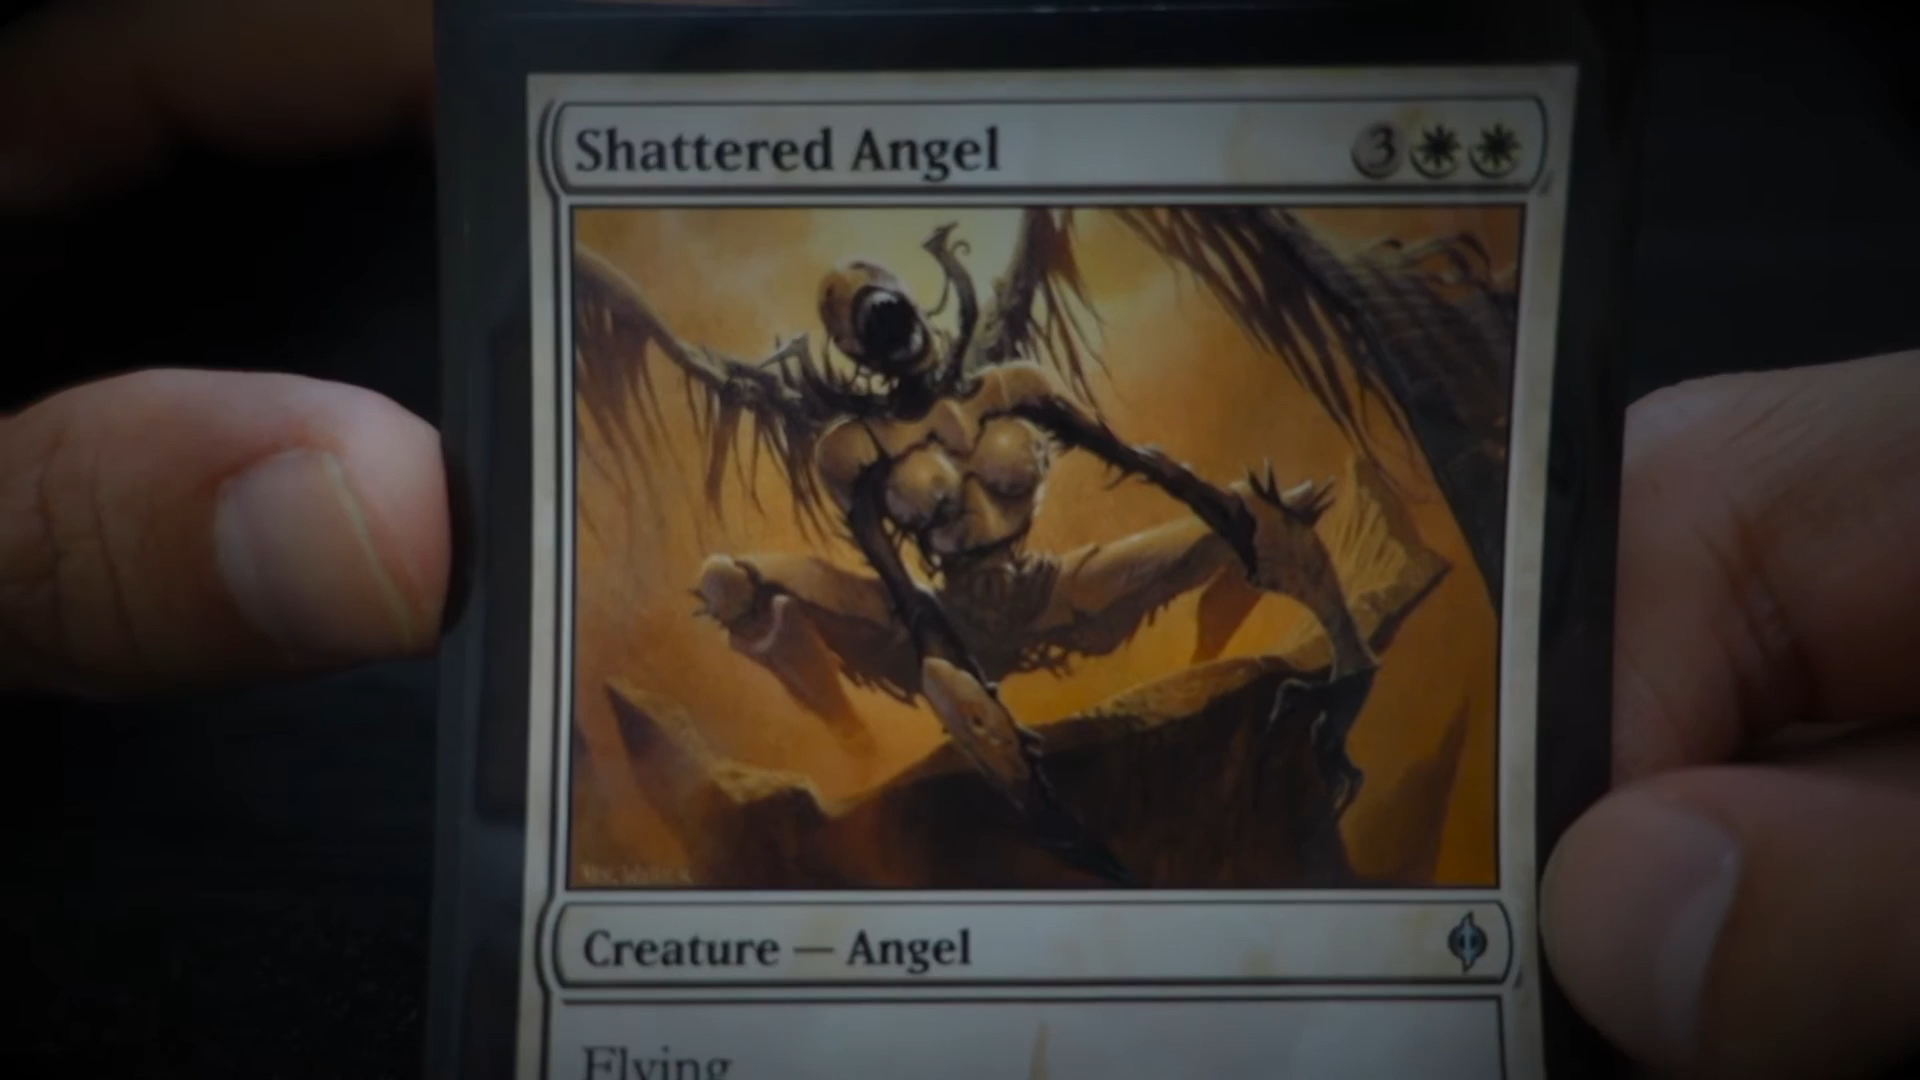 Shattered Angel 3
Creature — Angel
Flying